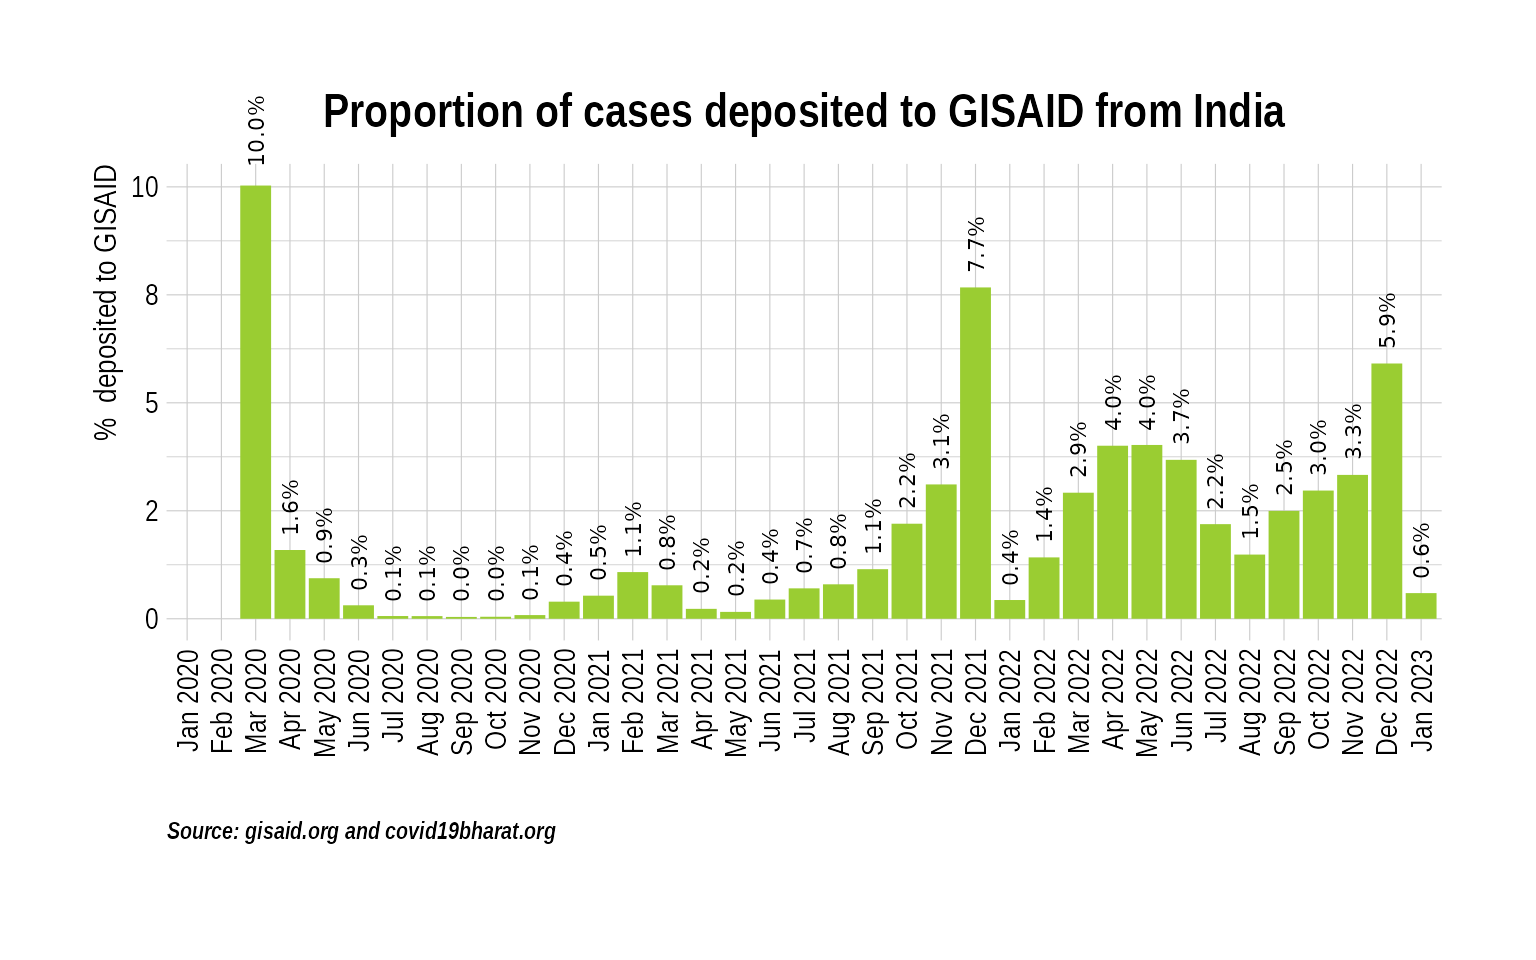 Proportion of cases deposited to GISAID from India
% deposited to GISAID
10
8
5
2
0
10.0%
1.6%
0.9%
0.3%
0.1%
0.1%
0.0%
0.0%
0.1%
0.4%
0.5%
1.1%
0.8%
0.2%
0.2%
0.4%
0.7%
0.8%
1.1%
2.2%
3.1%
7.7%
0.4%
1.4%
2.9%
4.0%
4.0%
3.7%
2.2%
1.5%
2.5%
3.0%
3.3%
5.9%
0.6%
Jan 2020
Feb 2020
Mar 2020
Apr 2020
May 2020
Jun 2020
Jul 2020
Aug 2020
Sep 2020
Oct 2020
Nov 2020
Dec 2020
Jan 2021
Feb 2021
Mar 2021
Apr 2021
May 2021
Jun 2021
Jul 2021
Aug 2021
Sep 2021
Oct 2021
Nov 2021
Dec 2021
Jan 2022
Feb 2022
Mar 2022
Apr 2022
May 2022
Jun 2022
Jul 2022
Aug 2022
Sep 2022
Oct 2022
Nov 2022
Dec 2022
Jan 2023
Source: gisaid.org and covid19bharat.org